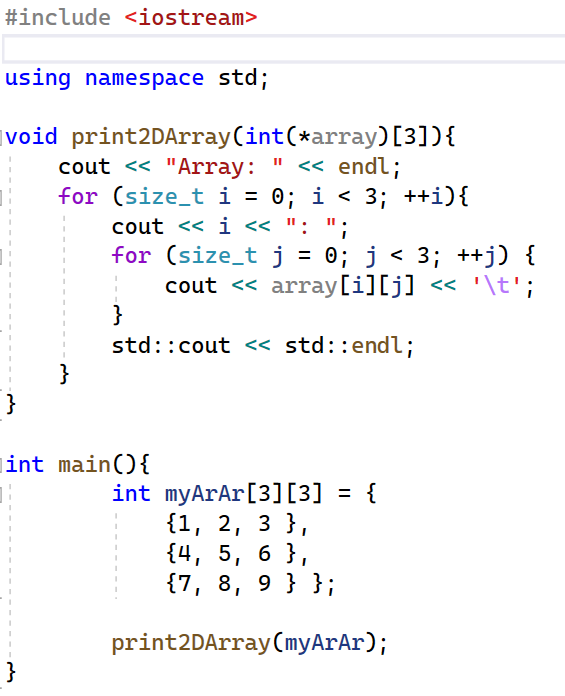 #include <iostream>
using namespace std;
void print2DArray(int(*array)[3]){
    cout << "Array: " << endl;
    for (size_t i = 0; i < 3; ++i){
        cout << i << ": ";
        for (size_t j = 0; j < 3; ++j) {
            cout << array[i][j] << '\t';
        }
        std::cout << std::endl;
    }
}
int main(){
        int myArAr[3][3] = {
            {1, 2, 3 },
            {4, 5, 6 },
            {7, 8, 9 } };
        print2DArray(myArAr);
}